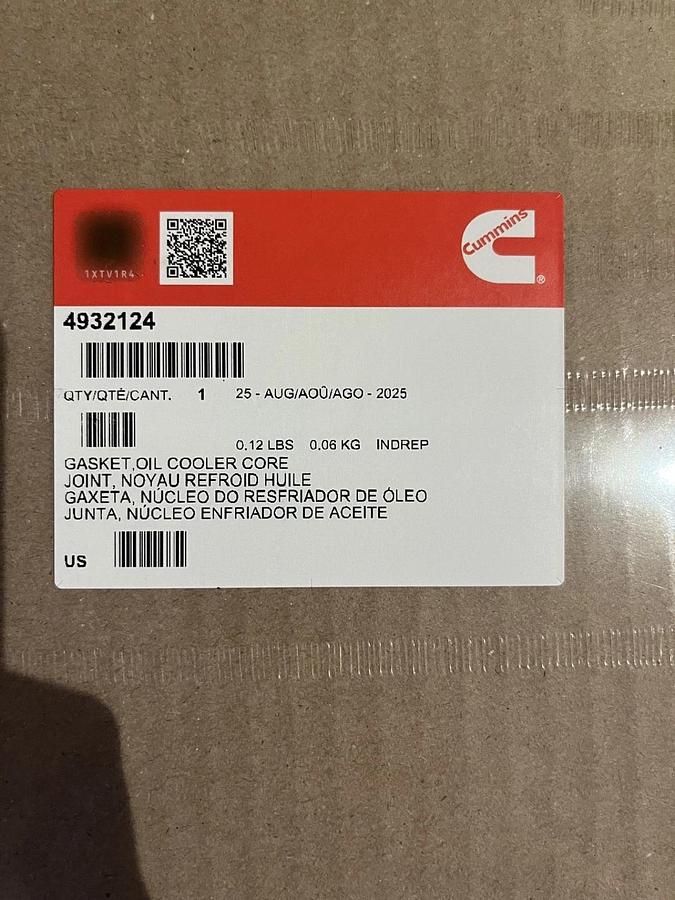 1XTV1R4
Cummins
®
4932124
QTY/QTÉ/CANT. 1 25 - AUG/AOÛ/AGO - 2025
0.12 LBS 0.06 KG INDREP
GASKET,OIL COOLER CORE
JOINT, NOYAU REFROID HUILE
GAXETA, NÚCLEO DO RESFRIADOR DE ÓLEO
JUNTA, NÚCLEO ENFRIADOR DE ACEITE
US